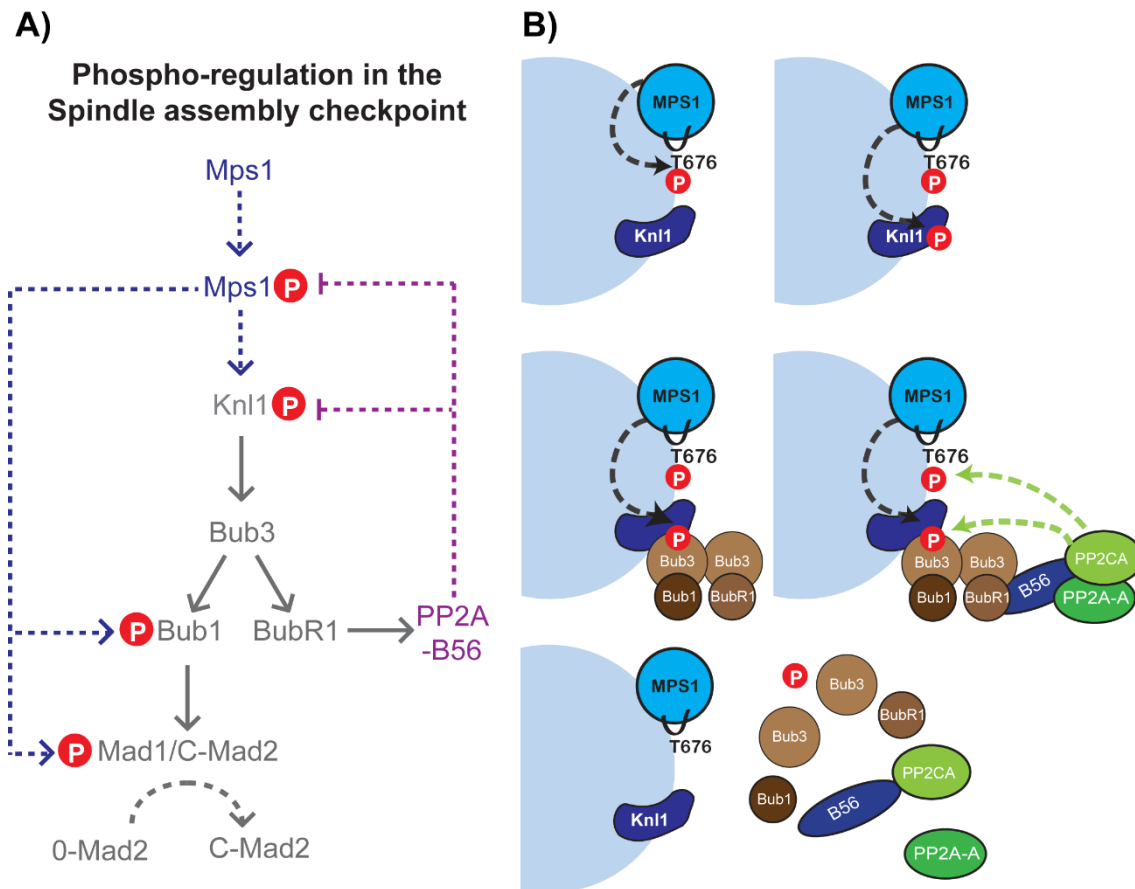 A)
Phospho-regulation in the
Spindle assembly checkpoint
Mps1
Mps1 P
Knl1 P
Bub3
P Bub1
BubR1
PP2A
-B56
P Mad1/C-Mad2
0-Mad2
C-Mad2
B)
MPS1
T676
P
Knl1
MPS1
T676
P
Knl1 P
MPS1
T676
P
P
Bub3 Bub3
Bub1 BubR1
MPS1
T676
P
P
Bub3 Bub3
Bub1 BubR1
B56
PP2CA
PP2A-A
MPS1
T676
Knl1
P
Bub3
BubR1
Bub3
Bub1
B56
PP2CA
PP2A-A